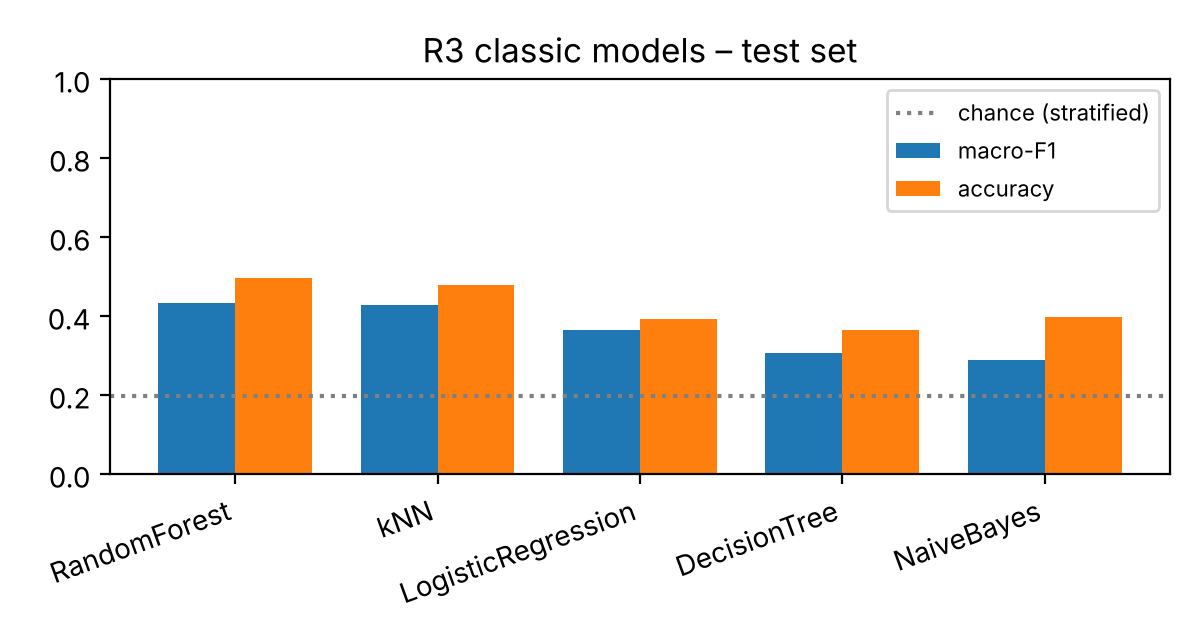 R3 classic models – test set
1.0
0.8
0.6
0.4
0.2
0.0
chance (stratified)
macro-F1
accuracy
RandomForest
kNN
LogisticRegression
DecisionTree
NaiveBayes